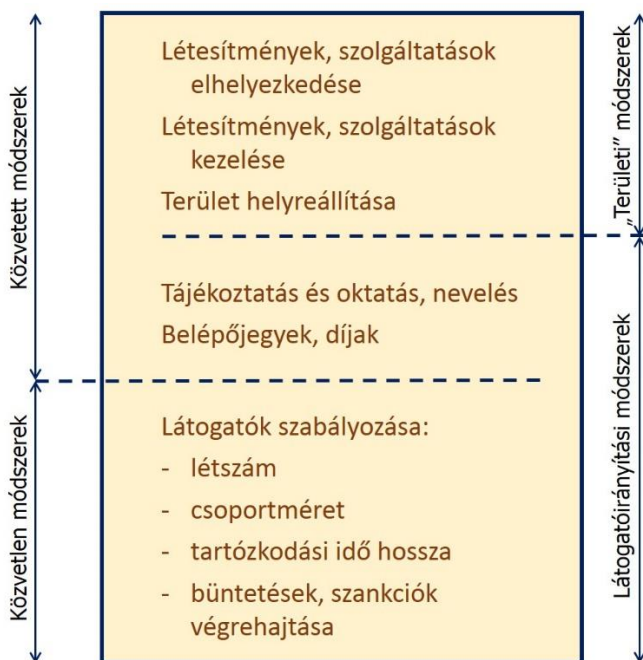 Közvetett módszerek
Közvetlen módszerek
Létesítmények, szolgáltatások
elhelyezkedése
Létesítmények, szolgáltatások
kezelése
Terület helyreállítása
Tájékoztatás és oktatás, nevelés
Belépőjegyek, díjak
Látogatók szabályozása:
- létszám
- csoportméret
- tartózkodási idő hossza
- büntetések, szankciók
végrehajtása
„Területi” módszerek
Látogatóirányítási módszerek